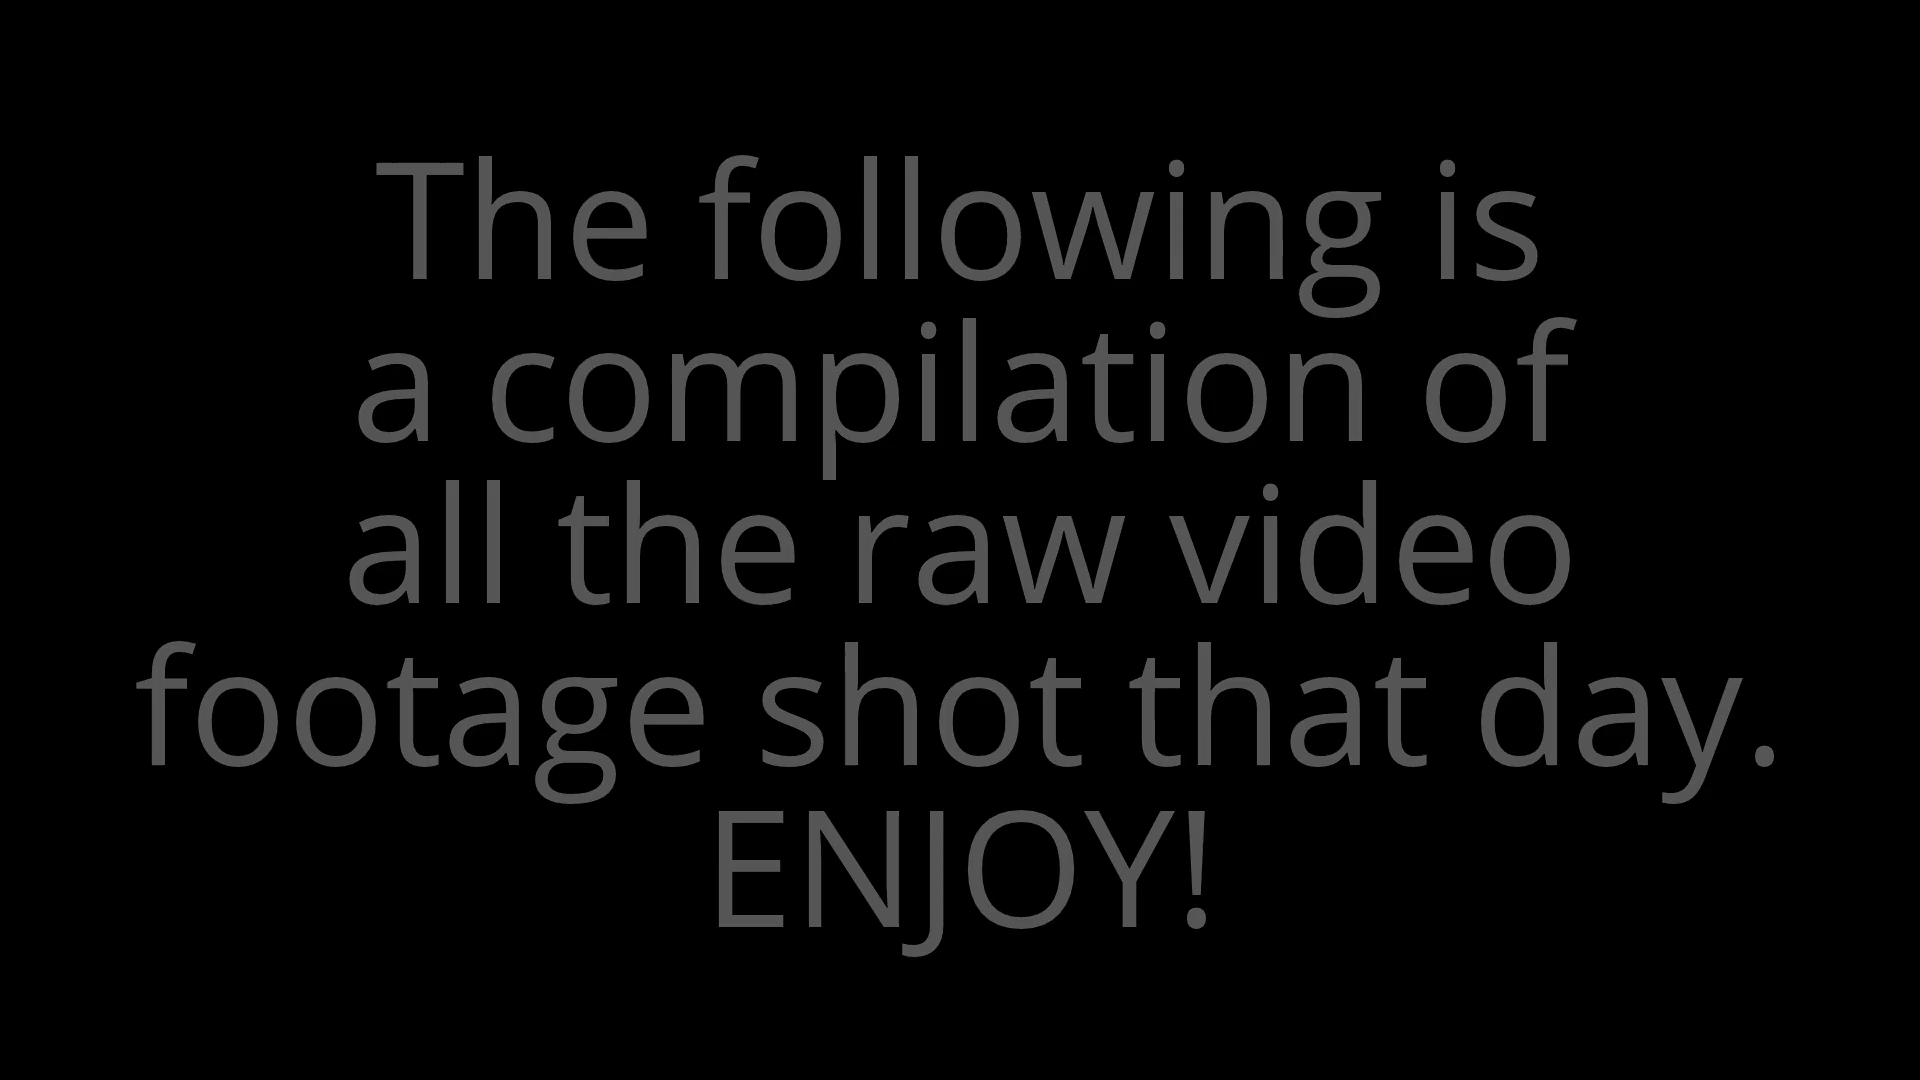 The following is
a compilation of
all the raw video
footage shot that day.
ENJOY!